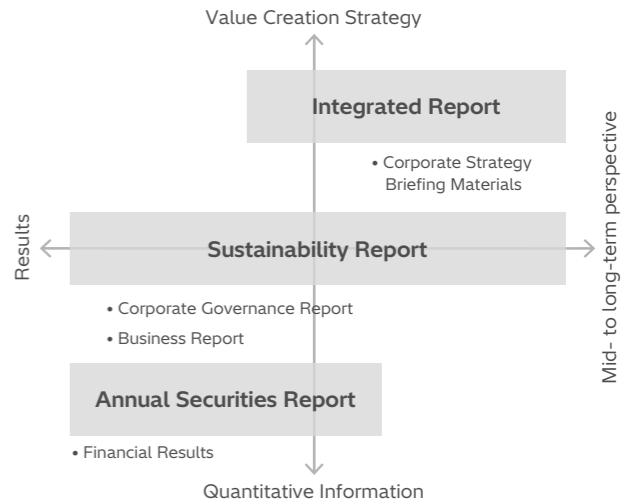 Value Creation Strategy
Integrated Report
• Corporate Strategy
Briefing Materials
Results
Sustainability Report
Mid- to long-term perspective
• Corporate Governance Report
• Business Report
Annual Securities Report
• Financial Results
Quantitative Information